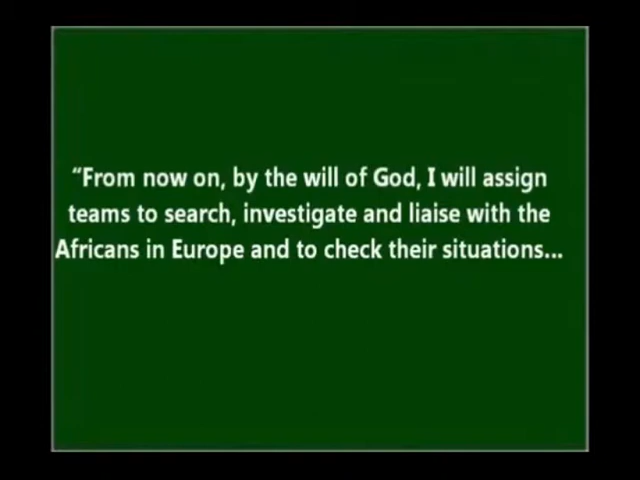 “From now on, by the will of God, I will assign
teams to search, investigate and liaise with the
Africans in Europe and to check their situations...